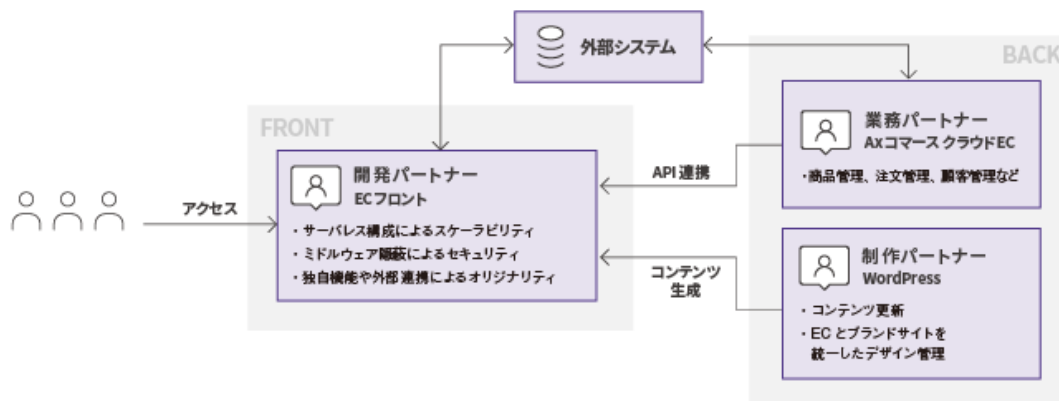 外部システム
BACK
FRONT
業務パートナー
Axコマース クラウドEC
・商品管理、注文管理、顧客管理など
API 連携
開発パートナー
ECフロント
・サーバレス構成によるスケーラビリティ
・ミドルウェア隠蔽によるセキュリティ
・独自機能や外部連携によるオリジナリティ
アクセス
コンテンツ
生成
制作パートナー
WordPress
・コンテンツ更新
・ECとブランドサイトを
統一したデザイン管理